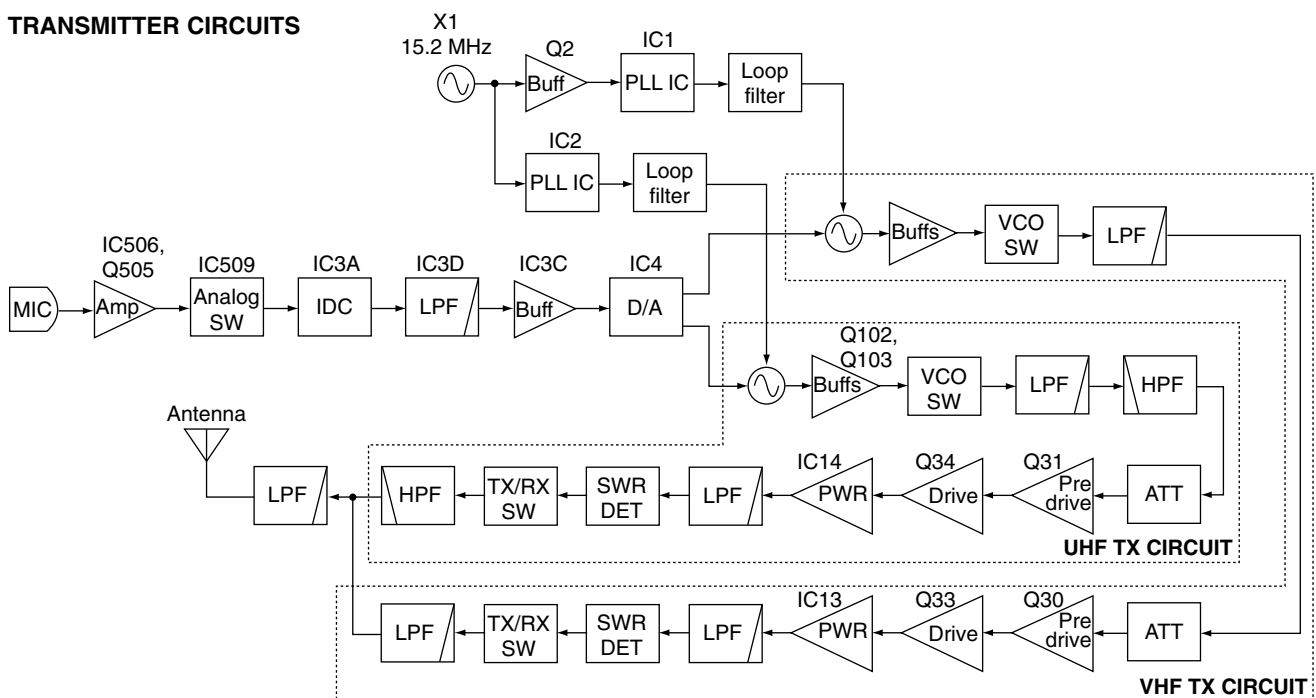 TRANSMITTER CIRCUITS
X1
15.2 MHz
Q2
Buff
IC1
PLL IC
Loop
filter
IC2
PLL IC
Loop
filter
Buffs
VCO
SW
LPF
MIC
IC506,
Q505
Amp
IC509
Analog
SW
IC3A
IDC
IC3D
LPF
IC3C
Buff
IC4
D/A
Q102,
Q103
Buffs
VCO
SW
LPF
HPF
Antenna
LPF
HPF
TX/RX
SW
SWR
DET
LPF
IC14
PWR
Q34
Drive
Q31
Pre
drive
ATT
UHF TX CIRCUIT
LPF
TX/RX
SW
SWR
DET
LPF
IC13
PWR
Q33
Drive
Q30
Pre
drive
ATT
VHF TX CIRCUIT